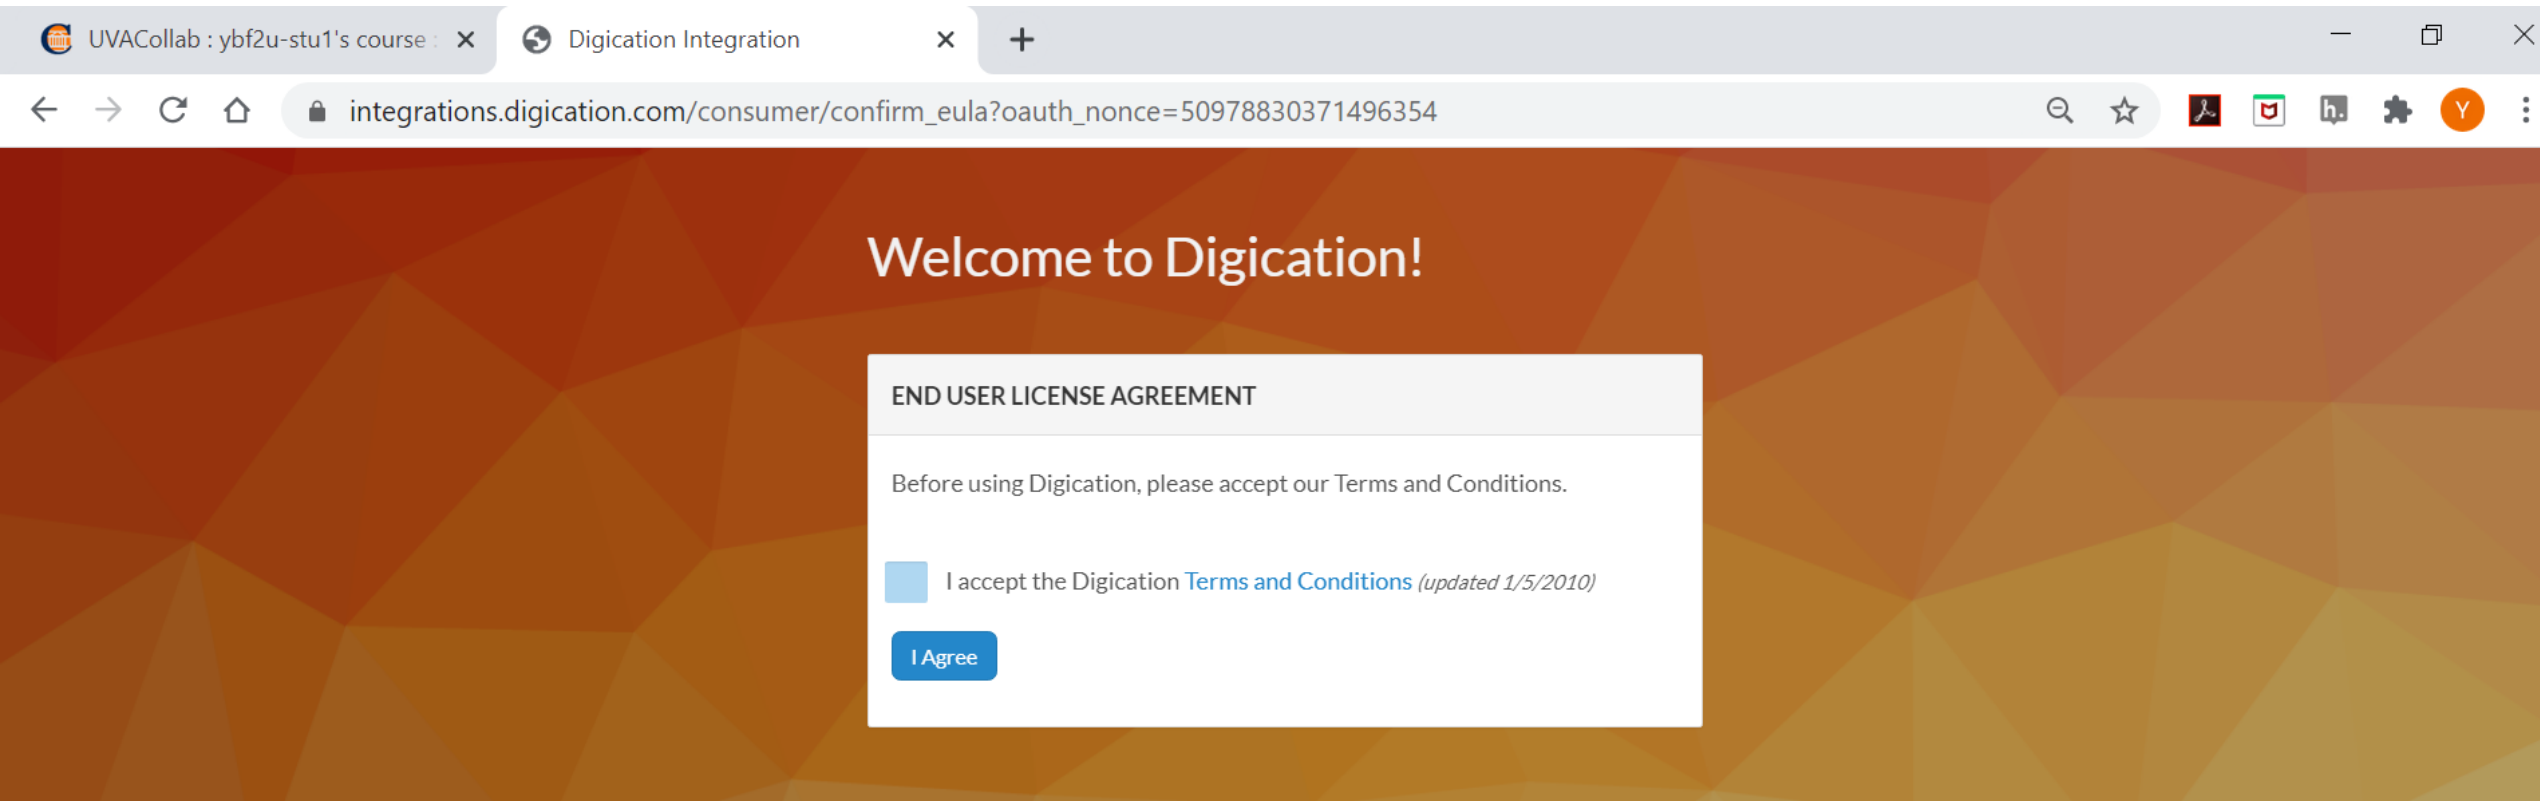 UVACollab : ybf2u-stu1's course :
Digication Integration
integrations.digication.com/consumer/confirm_eula?oauth_nonce=50978830371496354
h.
Y
Welcome to Digication!
END USER LICENSE AGREEMENT
Before using Digication, please accept our Terms and Conditions.
I accept the Digication Terms and Conditions (updated 1/5/2010)
I Agree